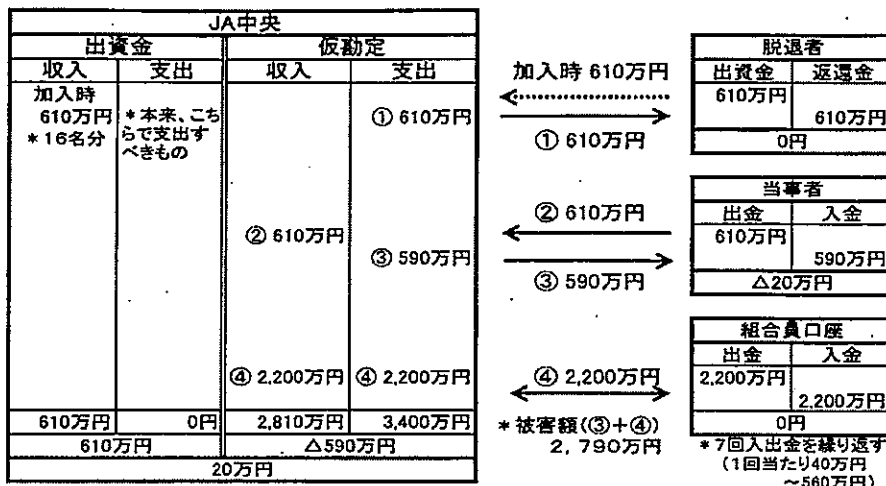 JA中央
出資金 仮勘定
収入 支出 収入 支出
加入時
610万円
*16名分
*本来、こち
らで支出す
べきもの
① 610万円
② 610万円
③ 590万円
④ 2,200万円 ④ 2,200万円
610万円 0円 2,810万円 3,400万円
610万円 △590万円
20万円
加入時 610万円
① 610万円
② 610万円
③ 590万円
④ 2,200万円
*被害額(③+④)
2,790万円
脱退者
出資金 返還金
610万円
610万円
0円
当事者
出金 入金
610万円
590万円
△20万円
組合員口座
出金 入金
2,200万円
2,200万円
0円
*7回入出金を繰り返す
(1回当たり40万円
~560万円)